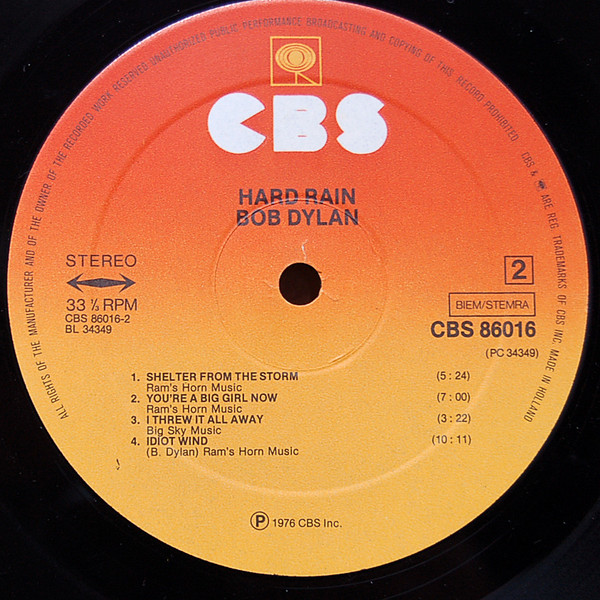 ALL RIGHTS OF THE MANUFACTURER AND OF THE OWNER OF THE RECORDED WORK RESERVED UNAUTHORIZED PUBLIC PERFORMANCE BROADCASTING AND COPYING OF THIS RECORD PROHIBITED
CBS & ARE REG. TRADEMARKS OF CBS INC. MADE IN HOLLAND
CBS
HARD RAIN
BOB DYLAN
STEREO
2
33 ⅓ RPM
BIEM/STEMRA
CBS 86016-2
CBS 86016
BL 34349
(PC 34349)
1. SHELTER FROM THE STORM (5 : 24)
Ram's Horn Music
2. YOU'RE A BIG GIRL NOW (7 : 00)
Ram's Horn Music
3. I THREW IT ALL AWAY (3 : 22)
Big Sky Music
4. IDIOT WIND (10 : 11)
(B. Dylan) Ram's Horn Music
℗ 1976 CBS Inc.